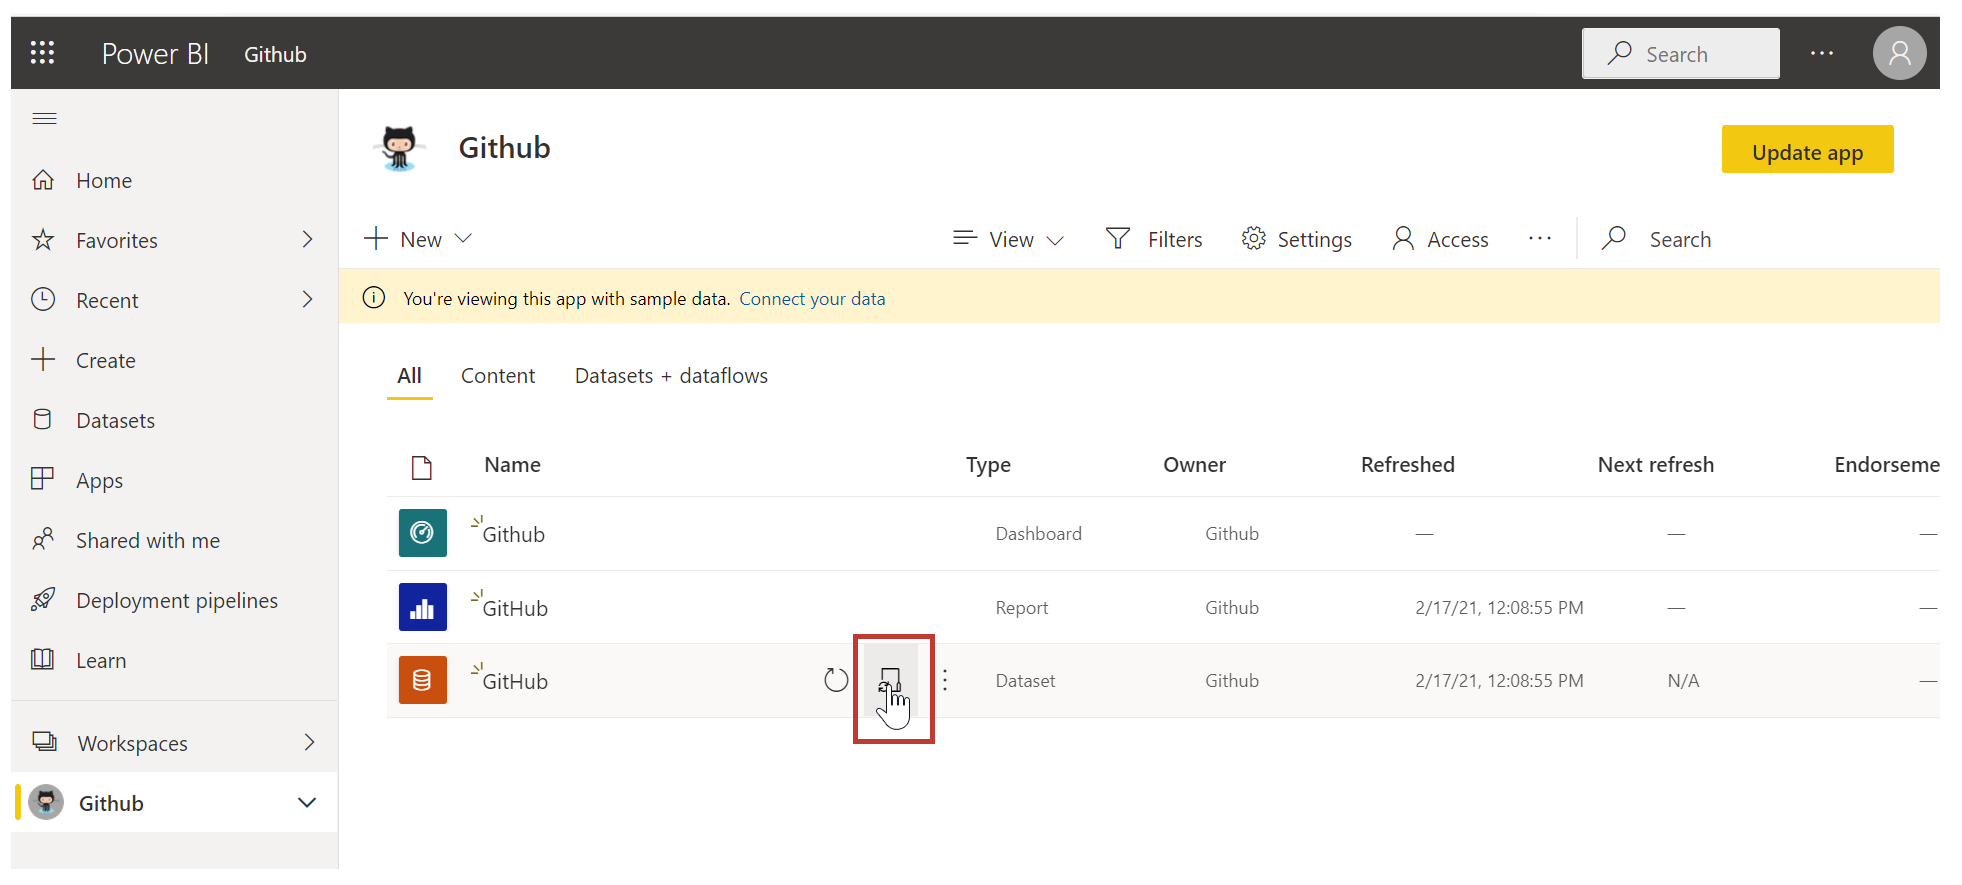 Power BI Github Search ...
Github
Update app
New View Filters Settings Access ... Search
You're viewing this app with sample data. Connect your data
Home
Favorites
Recent
Create
Datasets
Apps
Shared with me
Deployment pipelines
Learn
Workspaces
Github
All Content Datasets + dataflows
Name Type Owner Refreshed Next refresh Endorseme
Github Dashboard Github — — —
GitHub Report Github 2/17/21, 12:08:55 PM — —
GitHub Dataset Github 2/17/21, 12:08:55 PM N/A —